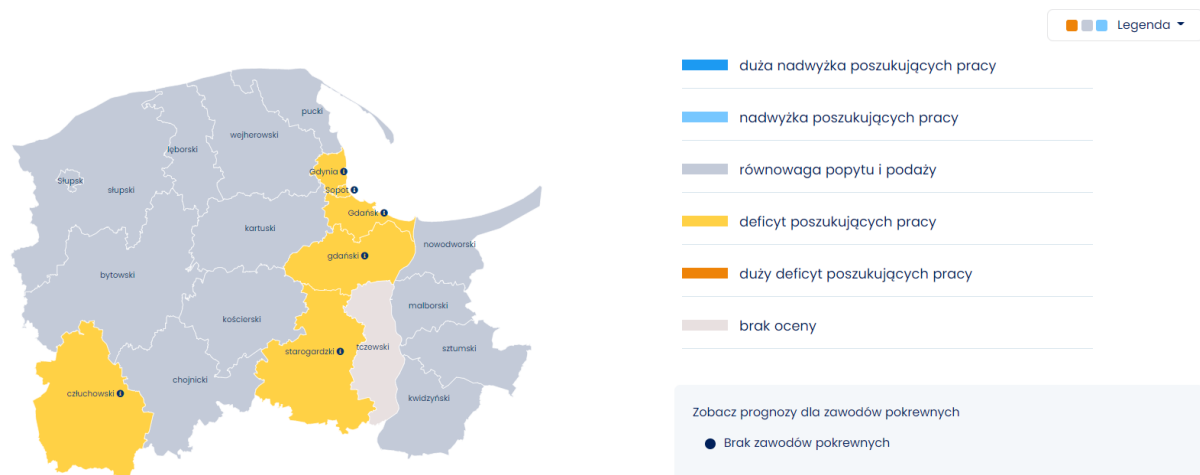 Legenda
duża nadwyżka poszukujących pracy
nadwyżka poszukujących pracy
równowaga popytu i podaży
deficyt poszukujących pracy
duży deficyt poszukujących pracy
brak oceny
Zobacz prognozy dla zawodów pokrewnych
Brak zawodów pokrewnych
pucki
wejherowski
lęborski
Gdynia
Słupsk
słupski
Sopot
Gdańsk
kartuski
nowodworski
gdański
bytowski
malborski
kościerski
tczewski
sztumski
starogardzki
chojnicki
człuchowski
kwidzyński